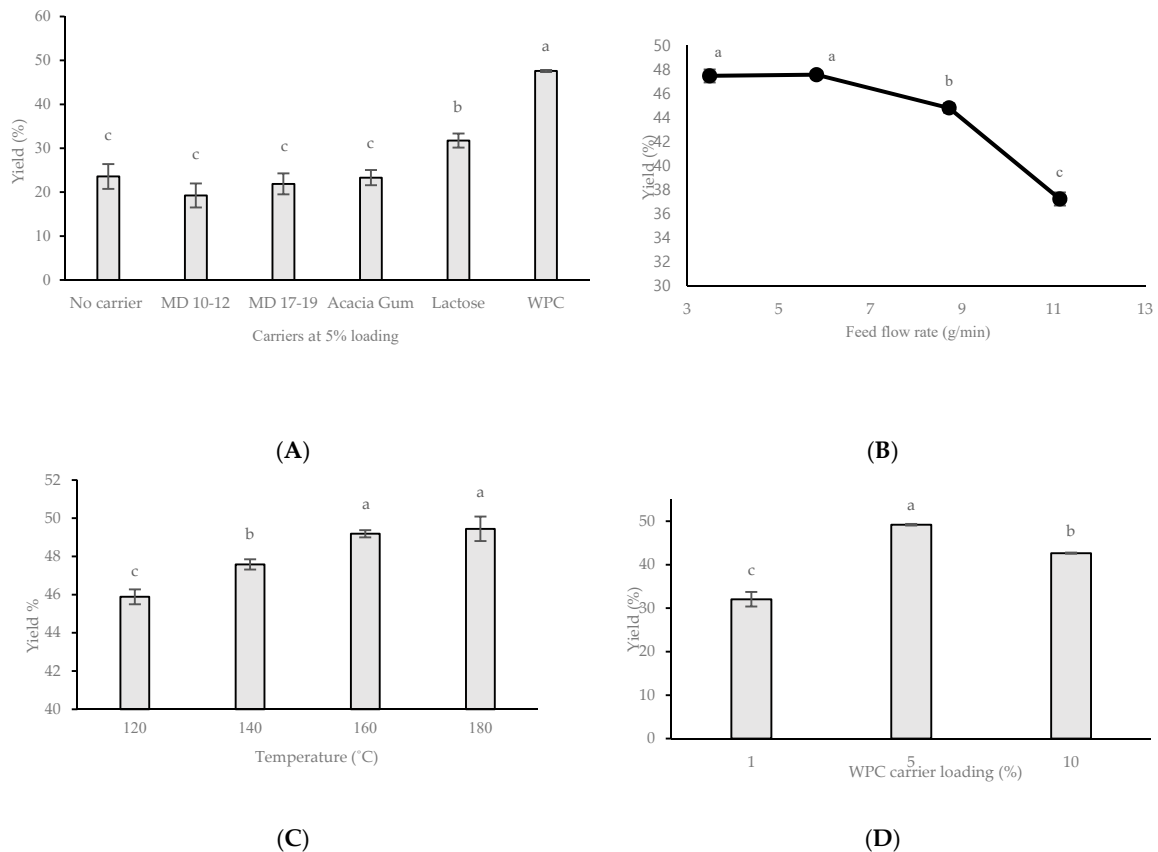 60
50
40
30
20
10
0
Yield (%)
c
c
c
c
b
a
No carrier MD 10-12 MD 17-19 Acacia Gum Lactose WPC
Carriers at 5% loading
(A)
50
48
46
44
42
40
38
36
34
32
30
Yield (%)
a
a
b
c
3 5 7 9 11 13
Feed flow rate (g/min)
(B)
52
50
48
46
44
42
40
Yield %
c
b
a
a
120 140 160 180
Temperature (°C)
(C)
50
40
30
20
10
0
Yield (%)
c
a
b
1 5 10
WPC carrier loading (%)
(D)